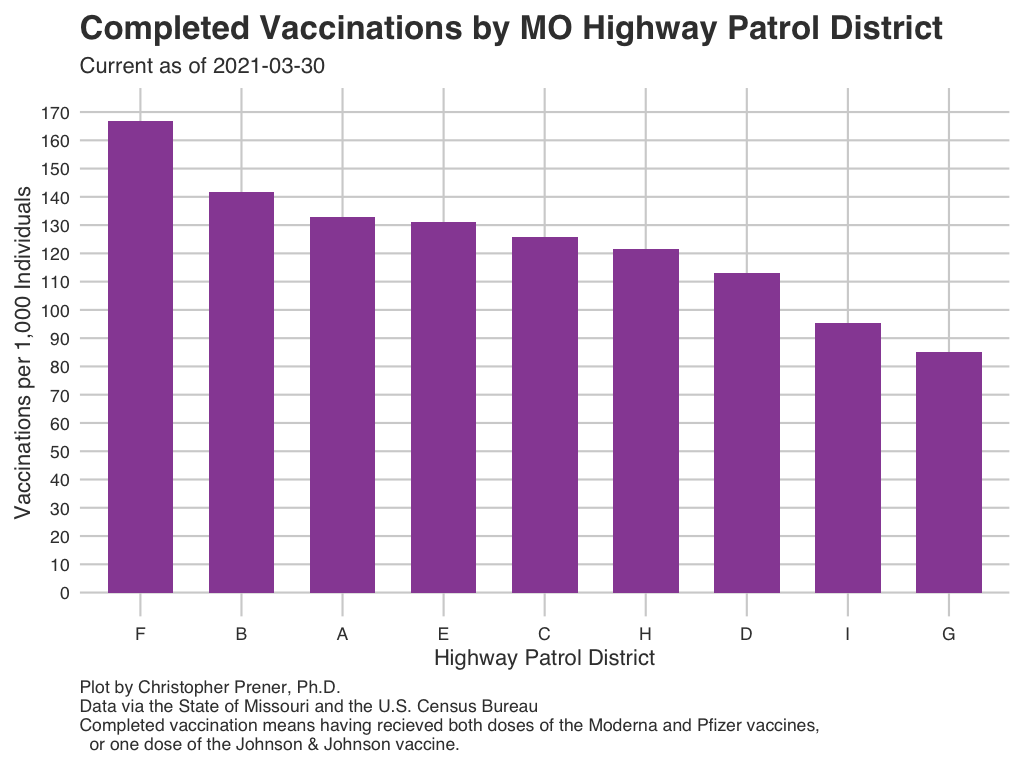 Completed Vaccinations by MO Highway Patrol District
Current as of 2021-03-30
Vaccinations per 1,000 Individuals
170
160
150
140
130
120
110
100
90
80
70
60
50
40
30
20
10
0
F B A E C H D I G
Highway Patrol District
Plot by Christopher Prener, Ph.D.
Data via the State of Missouri and the U.S. Census Bureau
Completed vaccination means having recieved both doses of the Moderna and Pfizer vaccines,
or one dose of the Johnson & Johnson vaccine.